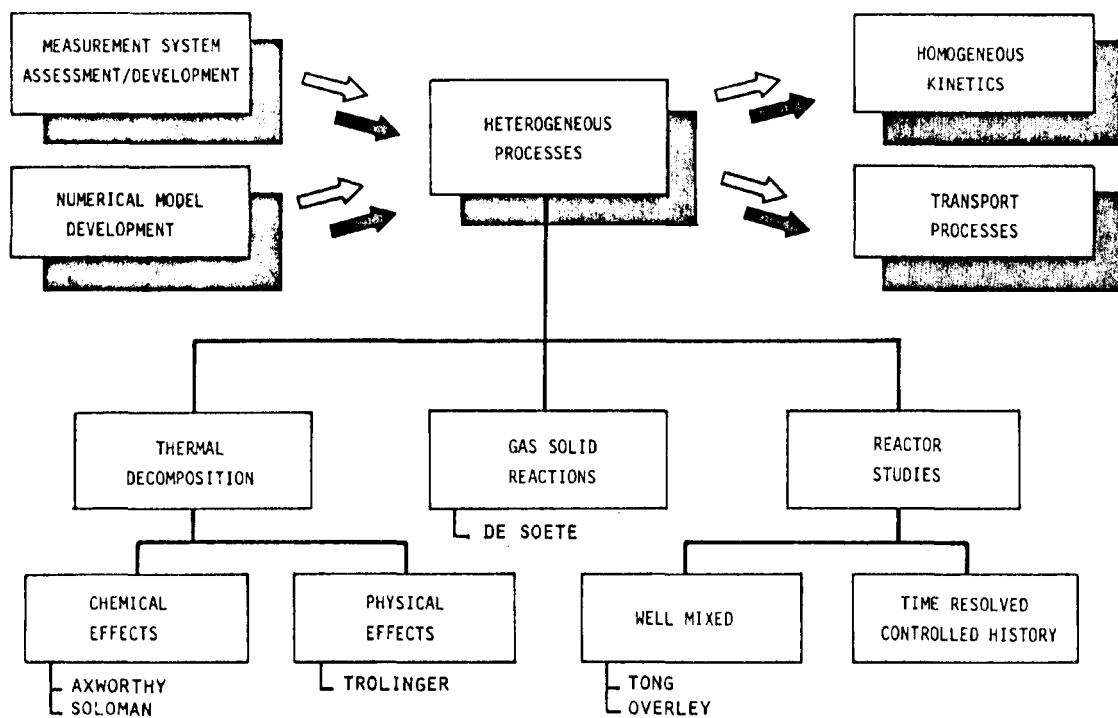 MEASUREMENT SYSTEM
ASSESSMENT/DEVELOPMENT
HETEROGENEOUS
PROCESSES
HOMOGENEOUS
KINETICS
NUMERICAL MODEL
DEVELOPMENT
TRANSPORT
PROCESSES
THERMAL
DECOMPOSITION
GAS SOLID
REACTIONS
REACTOR
STUDIES
DE SOETE
CHEMICAL
EFFECTS
PHYSICAL
EFFECTS
WELL MIXED
TIME RESOLVED
CONTROLLED HISTORY
AXWORTHY
SOLOMAN
TROLINGER
TONG
OVERLEY